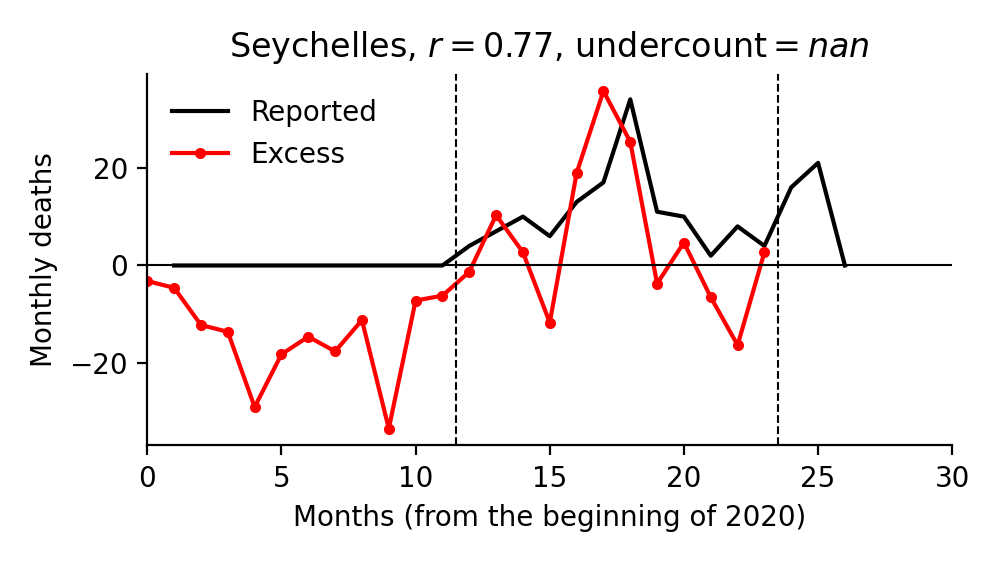 Seychelles, r = 0.77, undercount = nan
Reported
Excess
Monthly deaths
20
0
−20
0 5 10 15 20 25 30
Months (from the beginning of 2020)